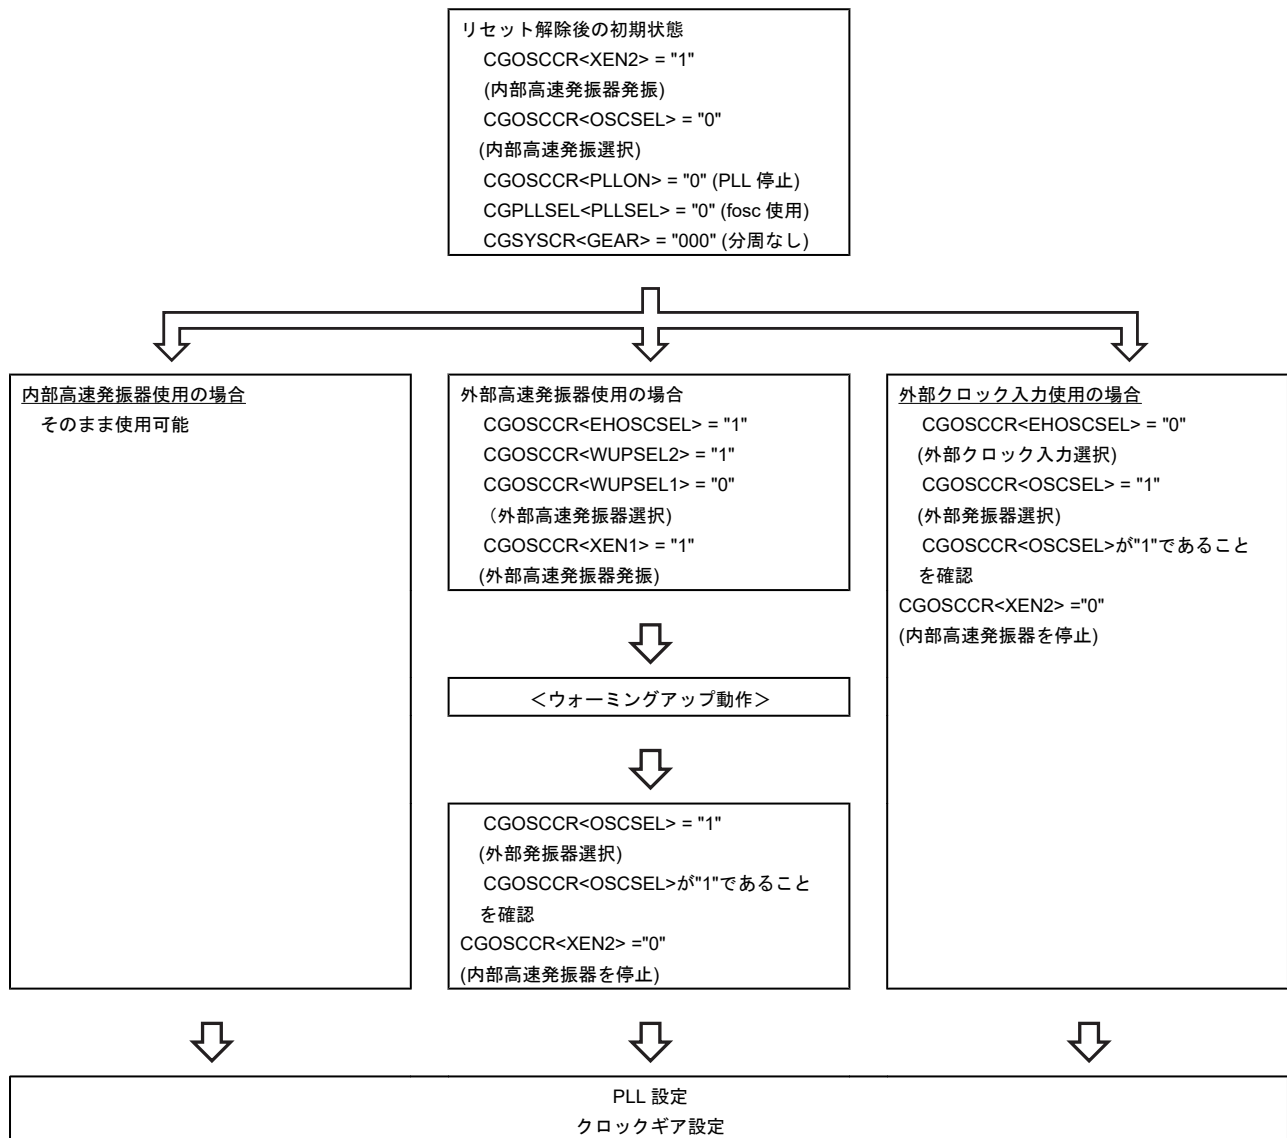 リセット解除後の初期状態
CGOSCCR<XEN2> = "1"
(内部高速発振器発振)
CGOSCCR<OSCSEL> = "0"
(内部高速発振選択)
CGOSCCR<PLLON> = "0" (PLL 停止)
CGPLLSEL<PLLSEL> = "0" (fosc 使用)
CGSYSCR<GEAR> = "000" (分周なし)
内部高速発振器使用の場合
そのまま使用可能
外部高速発振器使用の場合
CGOSCCR<EHOSCSEL> = "1"
CGOSCCR<WUPSEL2> = "1"
CGOSCCR<WUPSEL1> = "0"
（外部高速発振器選択)
CGOSCCR<XEN1> = "1"
(外部高速発振器発振)
＜ウォーミングアップ動作＞
CGOSCCR<OSCSEL> = "1"
(外部発振器選択)
CGOSCCR<OSCSEL>が"1"であること
を確認
CGOSCCR<XEN2> ="0"
(内部高速発振器を停止)
外部クロック入力使用の場合
CGOSCCR<EHOSCSEL> = "0"
(外部クロック入力選択)
CGOSCCR<OSCSEL> = "1"
(外部発振器選択)
CGOSCCR<OSCSEL>が"1"であること
を確認
CGOSCCR<XEN2> ="0"
(内部高速発振器を停止)
PLL 設定
クロックギア設定